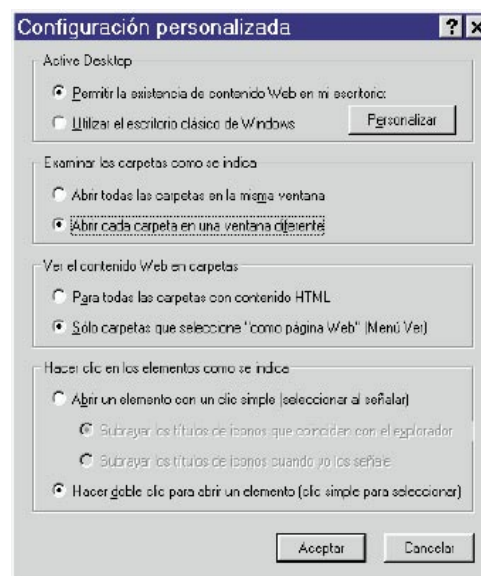 Configuración personalizada
Active Desktop
Permitir la existencia de contenido Web en mi escritorio:
Utilizar el escritorio clásico de Windows
Personalizar
Examinar las carpetas como se indica
Abrir todas las carpetas en la misma ventana
Abrir cada carpeta en una ventana diferente
Ver el contenido Web en carpetas
Para todas las carpetas con contenido HTML
Sólo carpetas que seleccione "como página Web" (Menú Ver)
Hacer clic en los elementos como se indica
Abrir un elemento con un clic simple (seleccionar al señalar)
Subrayar los títulos de iconos que coincidan con el explorador
Subrayar los títulos de iconos cuando yo los señale
Hacer doble clic para abrir un elemento (clic simple para seleccionar)
Aceptar
Cancelar